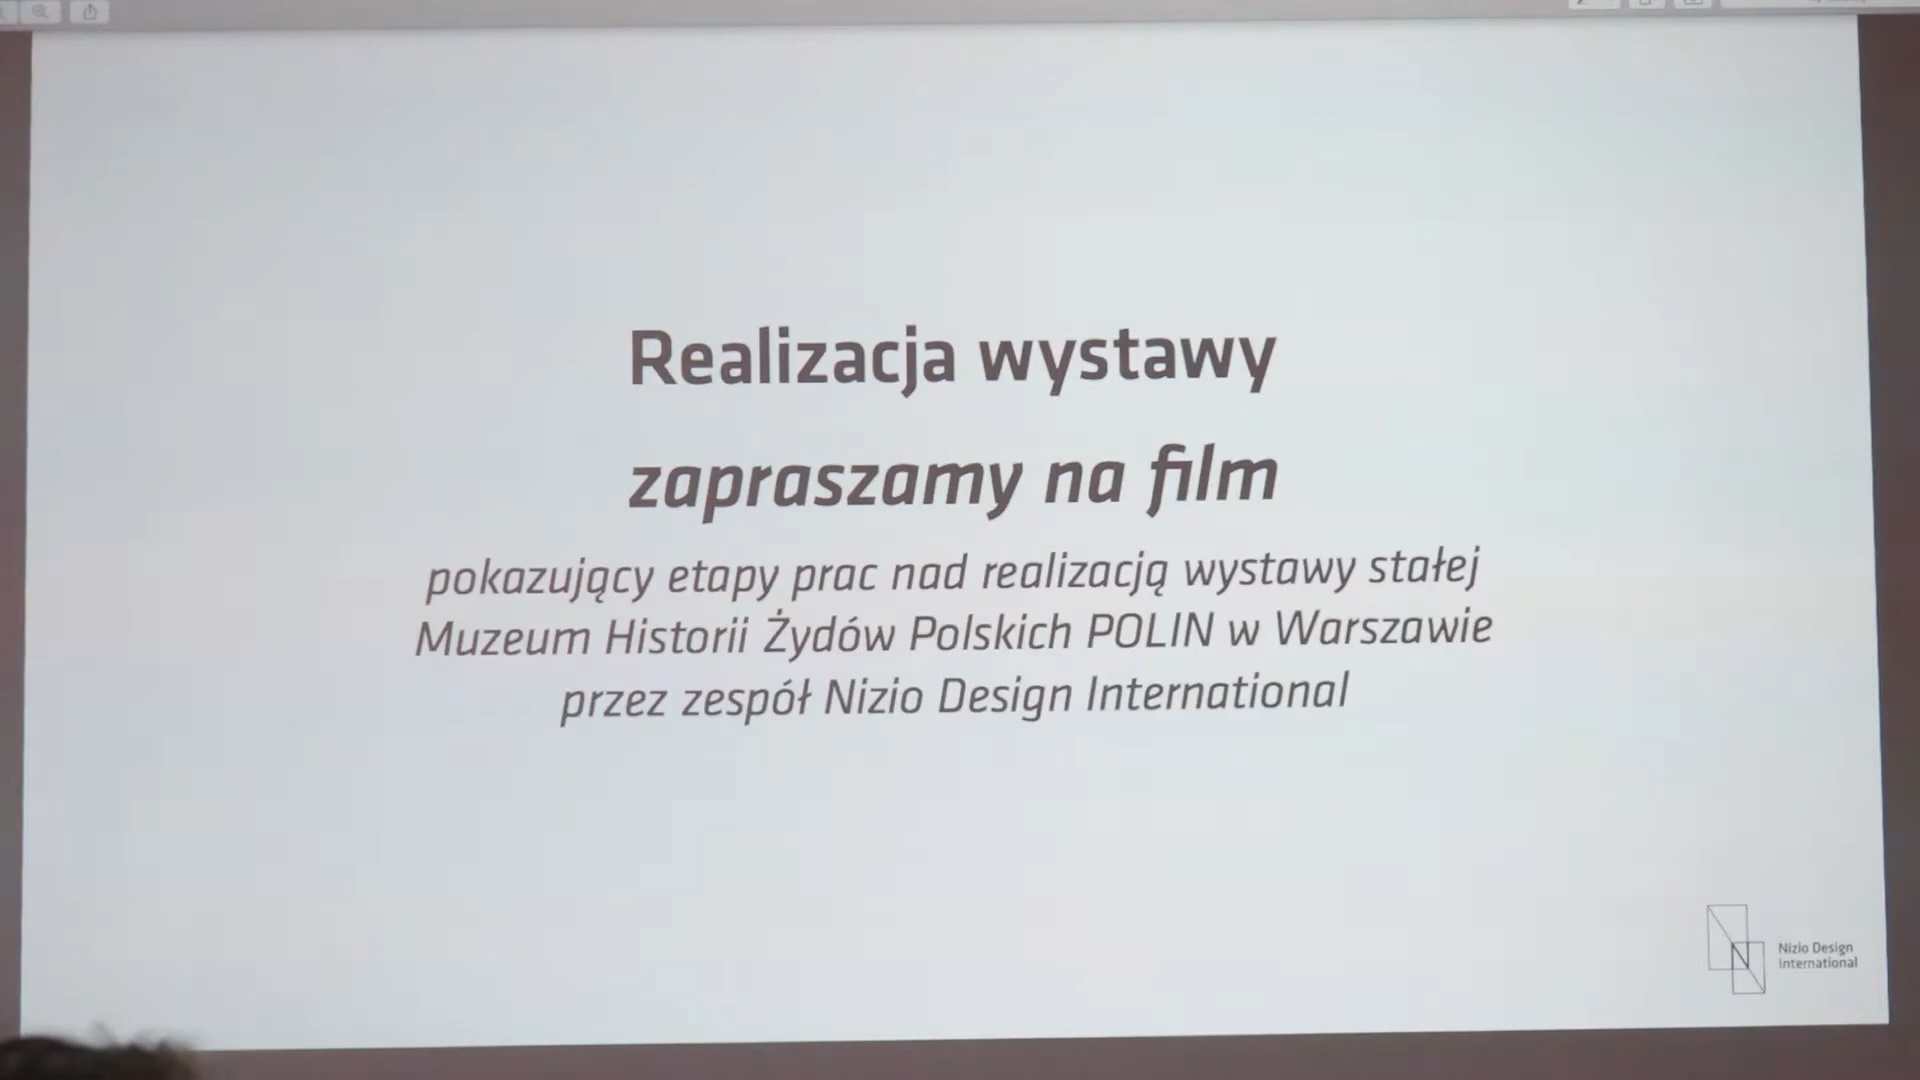 Realizacja wystawy
zapraszamy na film
pokazujący etapy prac nad realizacją wystawy stałej
Muzeum Historii Żydów Polskich POLIN w Warszawie
przez zespół Nizio Design International
N
Nizio Design
International